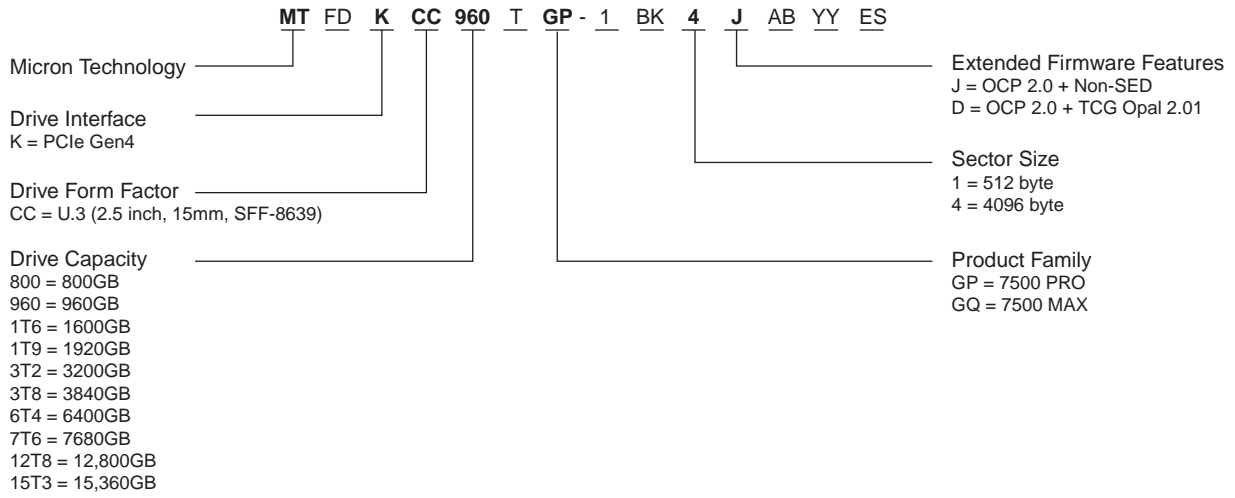 MT FD K CC 960 T GP - 1 BK 4 J AB YY ES
Micron Technology
Drive Interface
K = PCIe Gen4
Drive Form Factor
CC = U.3 (2.5 inch, 15mm, SFF-8639)
Drive Capacity
800 = 800GB
960 = 960GB
1T6 = 1600GB
1T9 = 1920GB
3T2 = 3200GB
3T8 = 3840GB
6T4 = 6400GB
7T6 = 7680GB
12T8 = 12,800GB
15T3 = 15,360GB
Extended Firmware Features
J = OCP 2.0 + Non-SED
D = OCP 2.0 + TCG Opal 2.01
Sector Size
1 = 512 byte
4 = 4096 byte
Product Family
GP = 7500 PRO
GQ = 7500 MAX